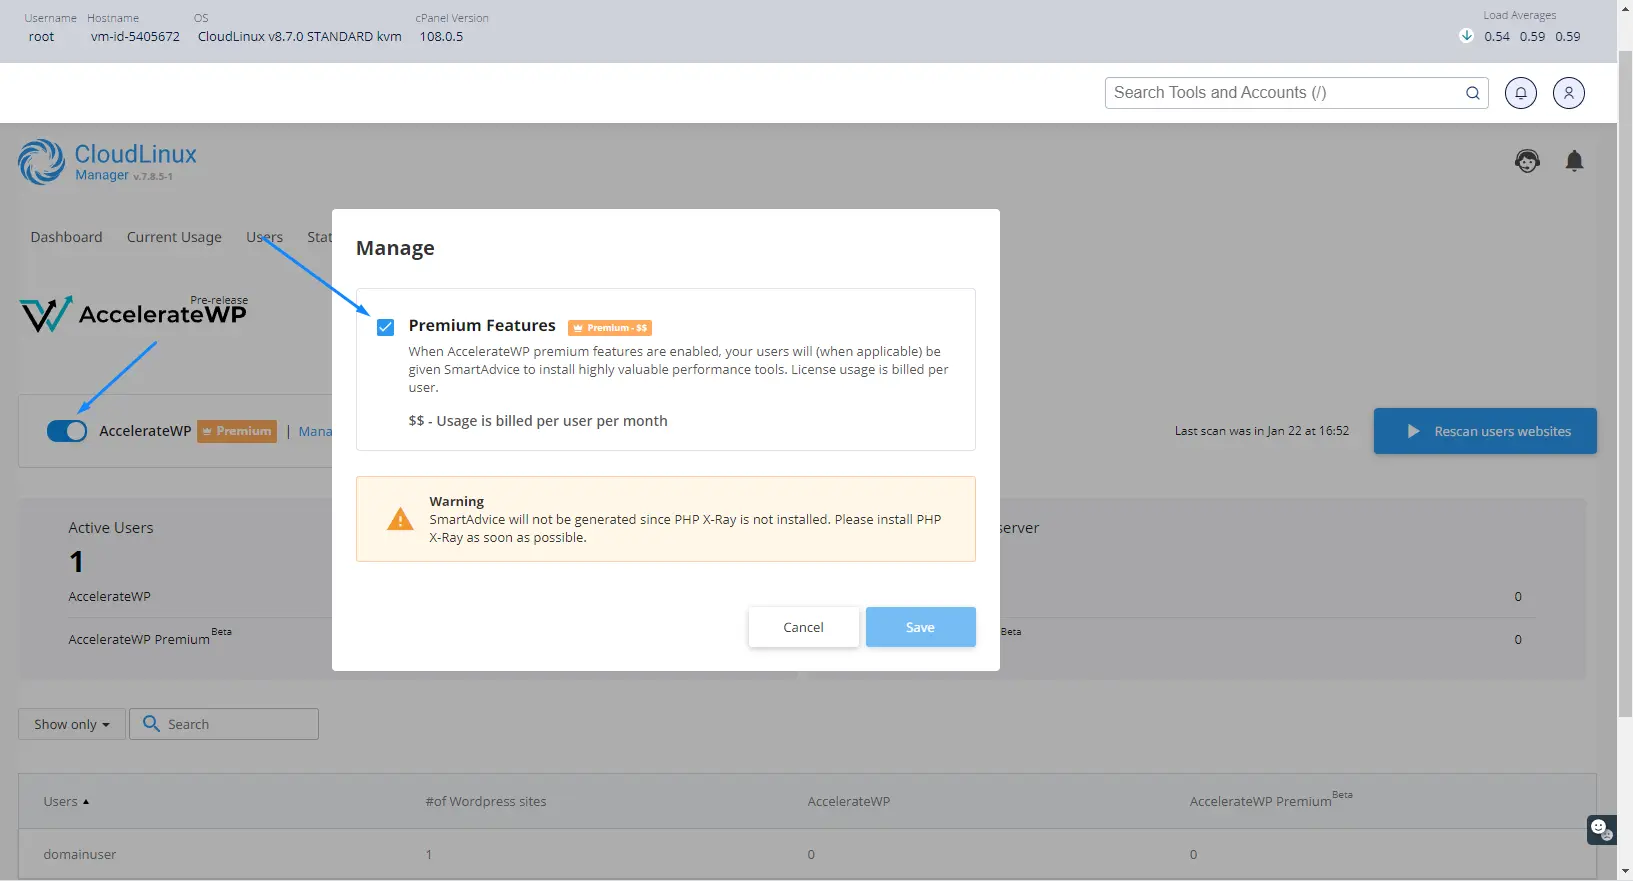 Username Hostname OS cPanel Version
root vm-id-5405672 CloudLinux v8.7.0 STANDARD kvm 108.0.5
Load Averages
0.54 0.59 0.59
Search Tools and Accounts (/)
CloudLinux
Manager v.7.8.5-1
Dashboard Current Usage Users Stat
Pre-release
AccelerateWP
AccelerateWP Premium | Mana
Last scan was in Jan 22 at 16:52
Rescan users websites
Manage
Premium Features Premium - $$
When AccelerateWP premium features are enabled, your users will (when applicable) be
given SmartAdvice to install highly valuable performance tools. License usage is billed per
user.
$$ - Usage is billed per user per month
Warning
SmartAdvice will not be generated since PHP X-Ray is not installed. Please install PHP
X-Ray as soon as possible.
Cancel Save
Active Users
1
AccelerateWP
AccelerateWP Premium Beta
server
0
Beta
0
Show only Search
Users #of Wordpress sites AccelerateWP AccelerateWP Premium Beta
domainuser 1 0 0